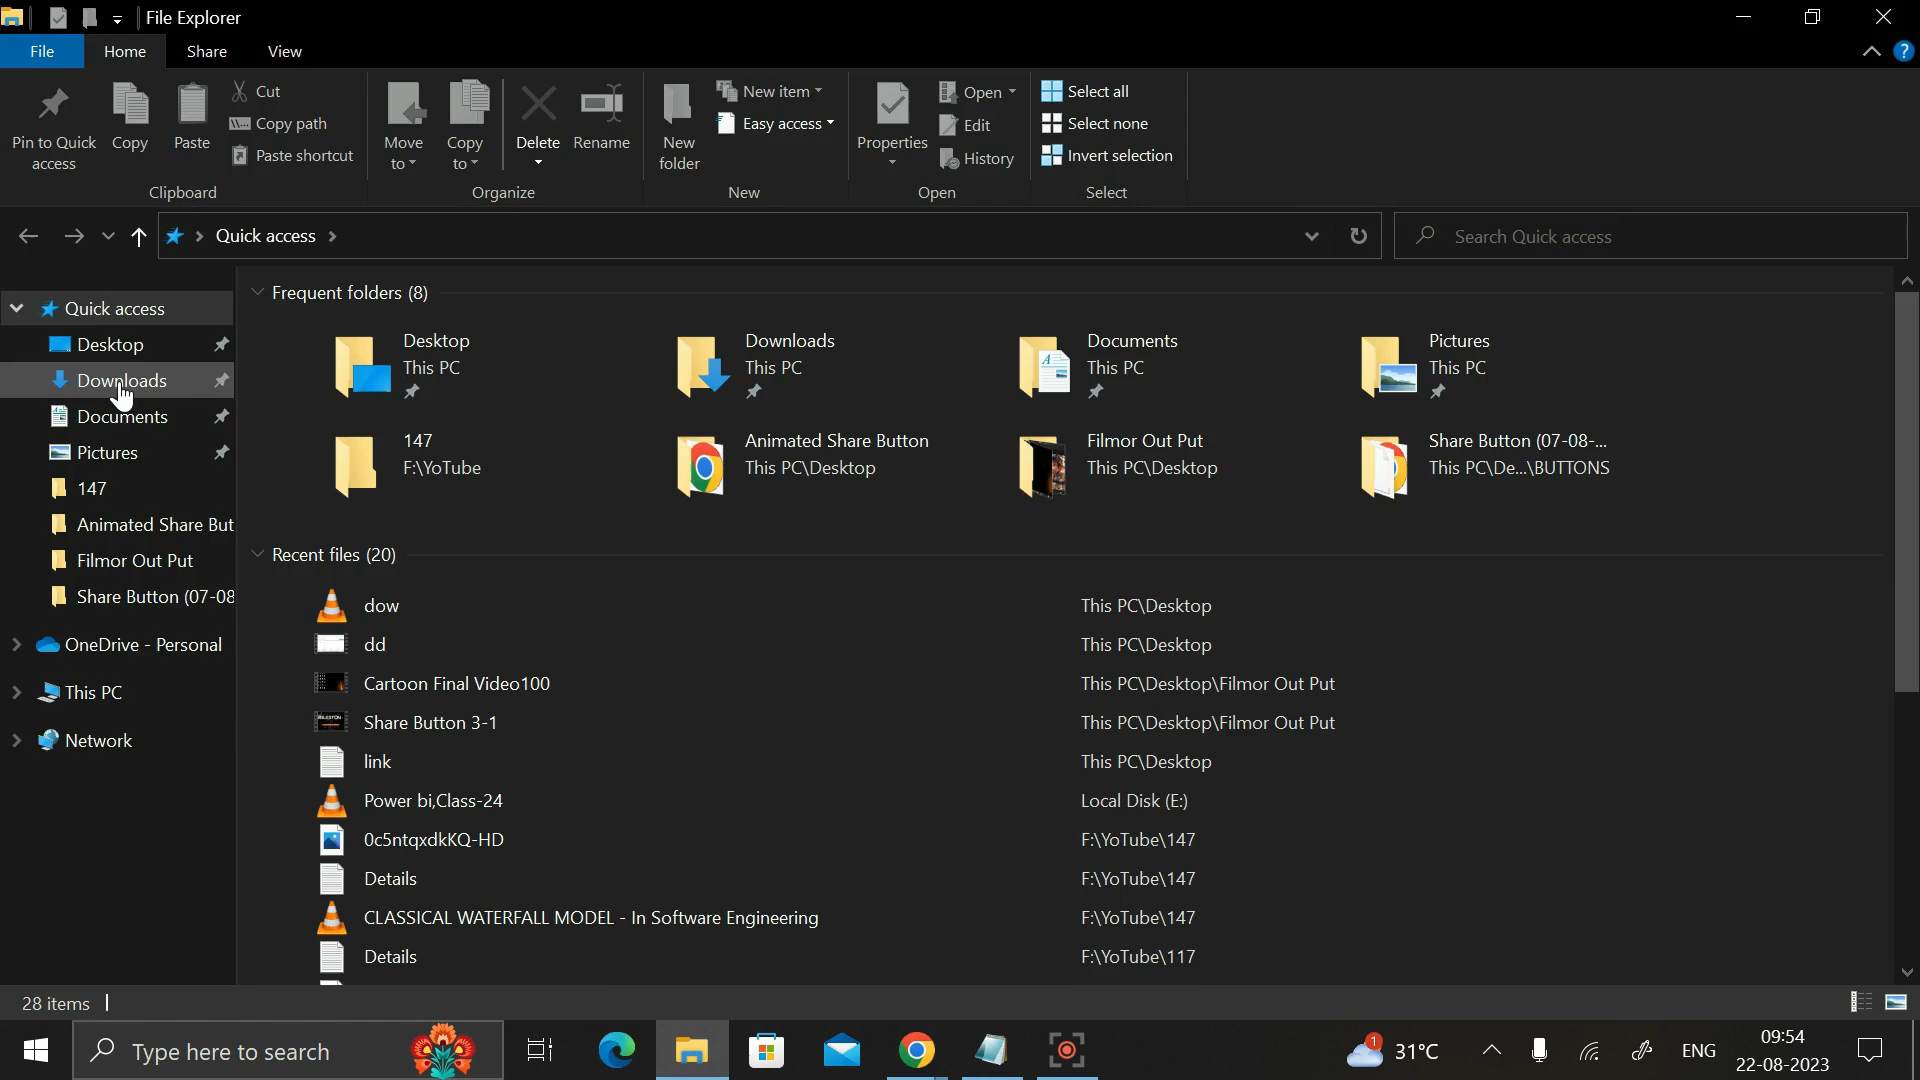 File Explorer
File Home Share View
Pin to Quick access
Copy
Paste
Cut
Copy path
Paste shortcut
Clipboard
Move to
Copy to
Delete
Rename
Organize
New folder
New item
Easy access
New
Properties
Open
Edit
History
Open
Select all
Select none
Invert selection
Select
Quick access
Search Quick access
Quick access
Desktop
Downloads
Documents
Pictures
147
Animated Share But
Filmor Out Put
Share Button (07-08
OneDrive - Personal
This PC
Network
Frequent folders (8)
Desktop
This PC
Downloads
This PC
Documents
This PC
Pictures
This PC
147
F:\YoTube
Animated Share Button
This PC\Desktop
Filmor Out Put
This PC\Desktop
Share Button (07-08-...
This PC\De...\BUTTONS
Recent files (20)
dow This PC\Desktop
dd This PC\Desktop
Cartoon Final Video100 This PC\Desktop\Filmor Out Put
Share Button 3-1 This PC\Desktop\Filmor Out Put
link This PC\Desktop
Power bi,Class-24 Local Disk (E:)
0c5ntqxdkKQ-HD F:\YoTube\147
Details F:\YoTube\147
CLASSICAL WATERFALL MODEL - In Software Engineering F:\YoTube\147
Details F:\YoTube\117
28 items
Type here to search
1
31°C
ENG
09:54
22-08-2023